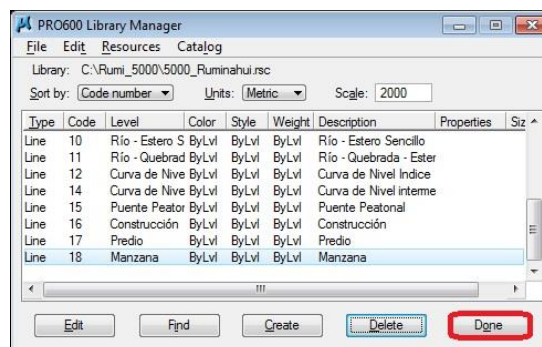 PRO600 Library Manager
File Edit Resources Catalog
Library: C:\Rumi_5000\5000_Ruminahui.rsc
Sort by: Code number Units: Metric Scale: 2000
Type Code Level Color Style Weight Description Properties Siz
Line 10 Río - Estero S ByLvl ByLvl ByLvl Río - Estero Sencillo
Line 11 Río - Quebrad ByLvl ByLvl ByLvl Río - Quebrada - Ester
Line 12 Curva de Nive ByLvl ByLvl ByLvl Curva de Nivel Indice
Line 14 Curva de Nive ByLvl ByLvl ByLvl Curva de Nivel interme
Line 15 Puente Peator ByLvl ByLvl ByLvl Puente Peatonal
Line 16 Construcción ByLvl ByLvl ByLvl Construcción
Line 17 Predio ByLvl ByLvl ByLvl Predio
Line 18 Manzana ByLvl ByLvl ByLvl Manzana
Edit Find Create Delete Done